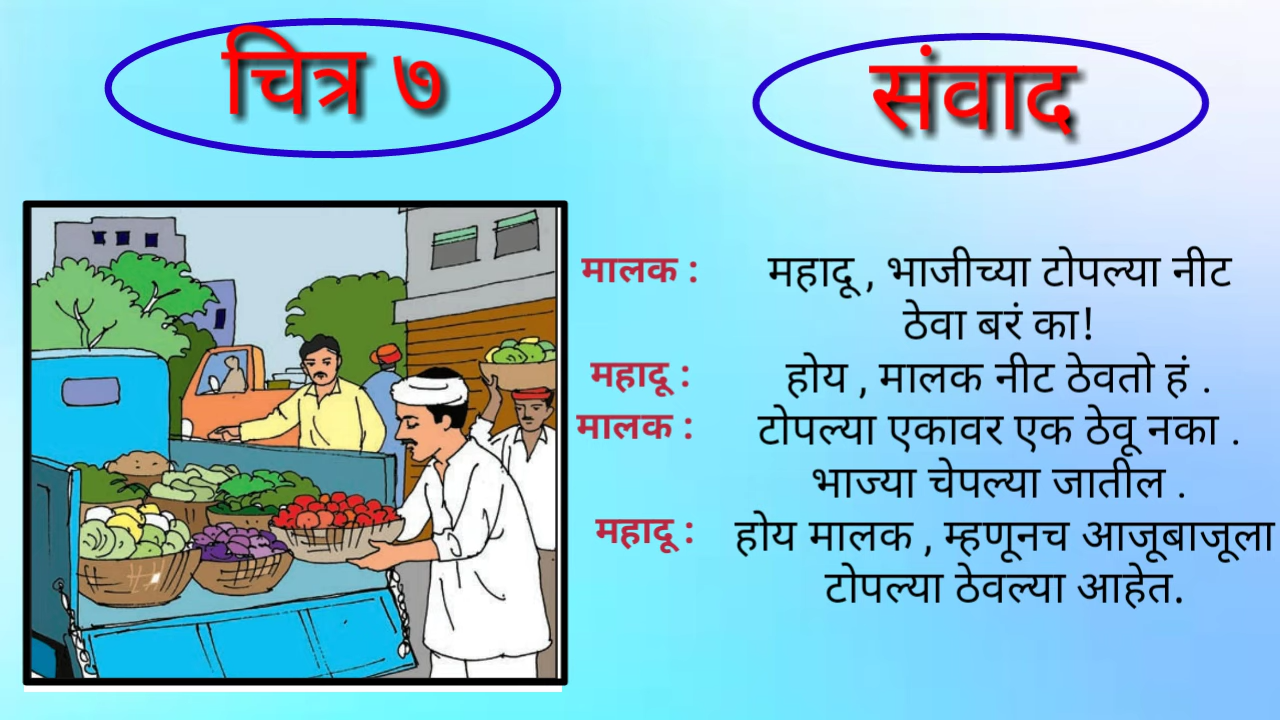 चित्र ७
संवाद
मालक : महादू , भाजीच्या टोपल्या नीट
ठेवा बरं का!
महादू : होय , मालक नीट ठेवतो हं .
मालक : टोपल्या एकावर एक ठेवू नका .
भाज्या चेपल्या जातील .
महादू : होय मालक , म्हणूनच आजूबाजूला
टोपल्या ठेवल्या आहेत.